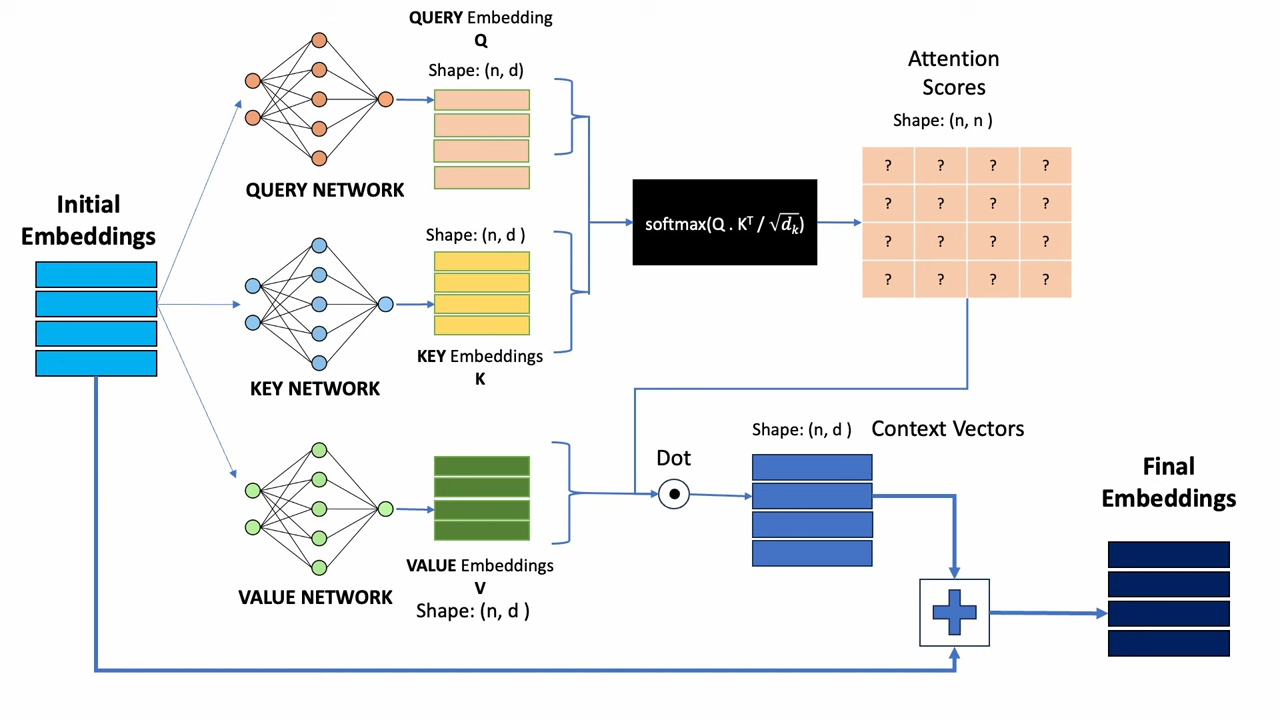 QUERY Embedding
Q
Shape: (n, d)
QUERY NETWORK
Initial
Embeddings
Shape: (n, d )
KEY Embeddings
K
KEY NETWORK
softmax(Q . Kᵀ / √dₖ)
Attention
Scores
Shape: (n, n )
? ? ? ?
? ? ? ?
? ? ? ?
? ? ? ?
VALUE Embeddings
V
Shape: (n, d )
VALUE NETWORK
Dot
Shape: (n, d )
Context Vectors
Final
Embeddings